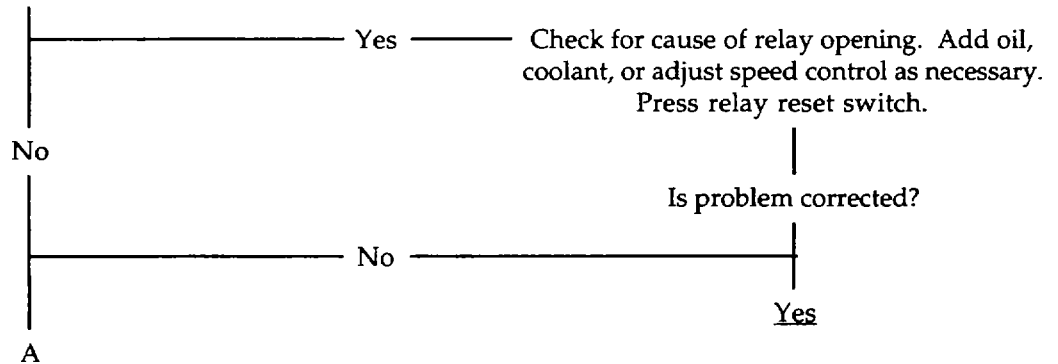 Yes
Check for cause of relay opening. Add oil,
coolant, or adjust speed control as necessary.
Press relay reset switch.
No
Is problem corrected?
No
Yes
A